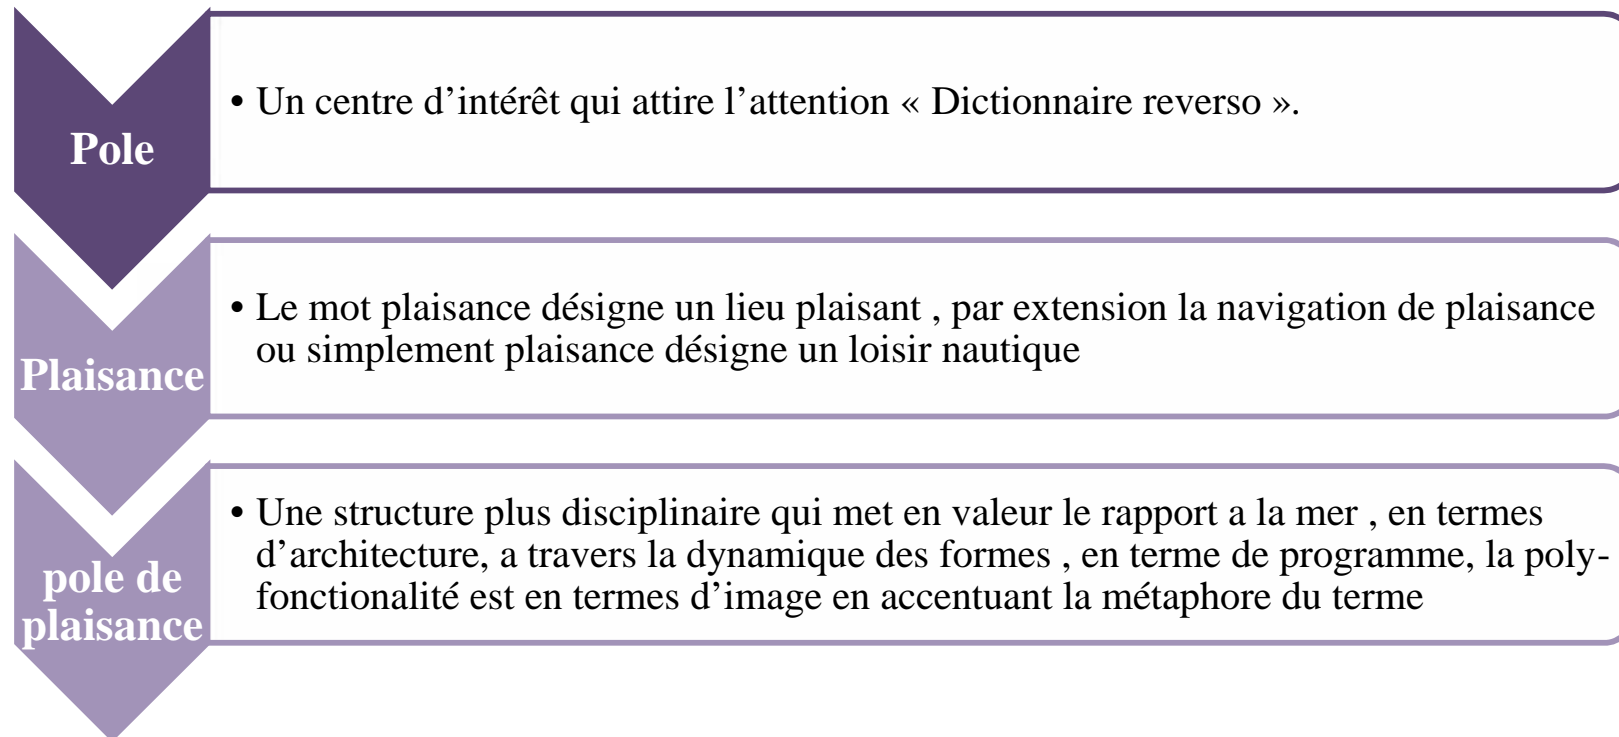 Pole
• Un centre d’intérêt qui attire l’attention « Dictionnaire reverso ».
Plaisance
• Le mot plaisance désigne un lieu plaisant , par extension la navigation de plaisance
ou simplement plaisance désigne un loisir nautique
pole de
plaisance
• Une structure plus disciplinaire qui met en valeur le rapport a la mer , en termes
d’architecture, a travers la dynamique des formes , en terme de programme, la poly-
fonctionalité est en termes d’image en accentuant la métaphore du terme